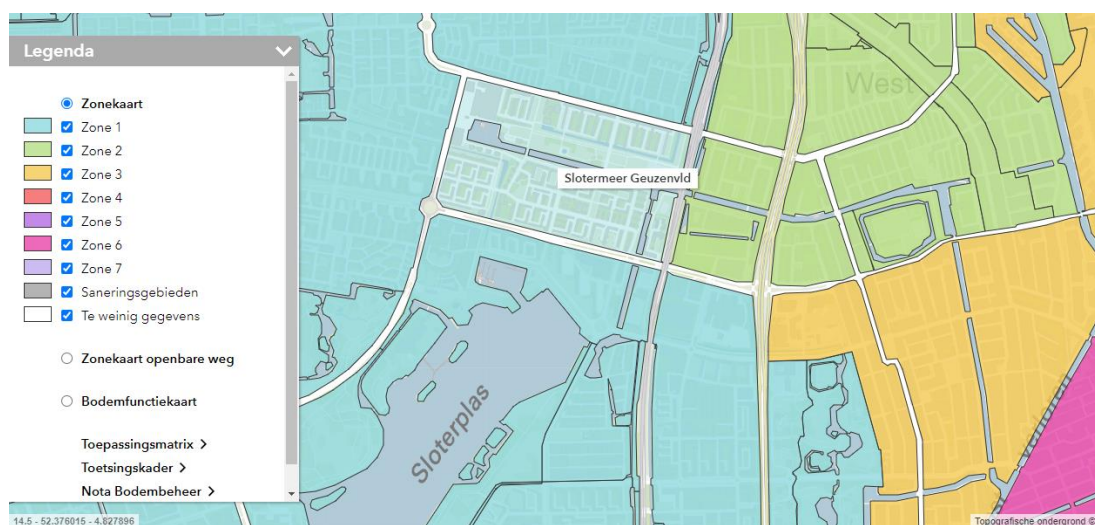 Legenda
Zonekaart
Zone 1
Zone 2
Zone 3
Zone 4
Zone 5
Zone 6
Zone 7
Saneringsgebieden
Te weinig gegevens
Zonekaart openbare weg
Bodemfunctiekaart
Toepassingsmatrix >
Toetsingskader >
Nota Bodembeheer >
14.5 - 52.376015 - 4.827896
West
Slotermeer Geuzenvld
Sloterplas
Topografische ondergrond ©